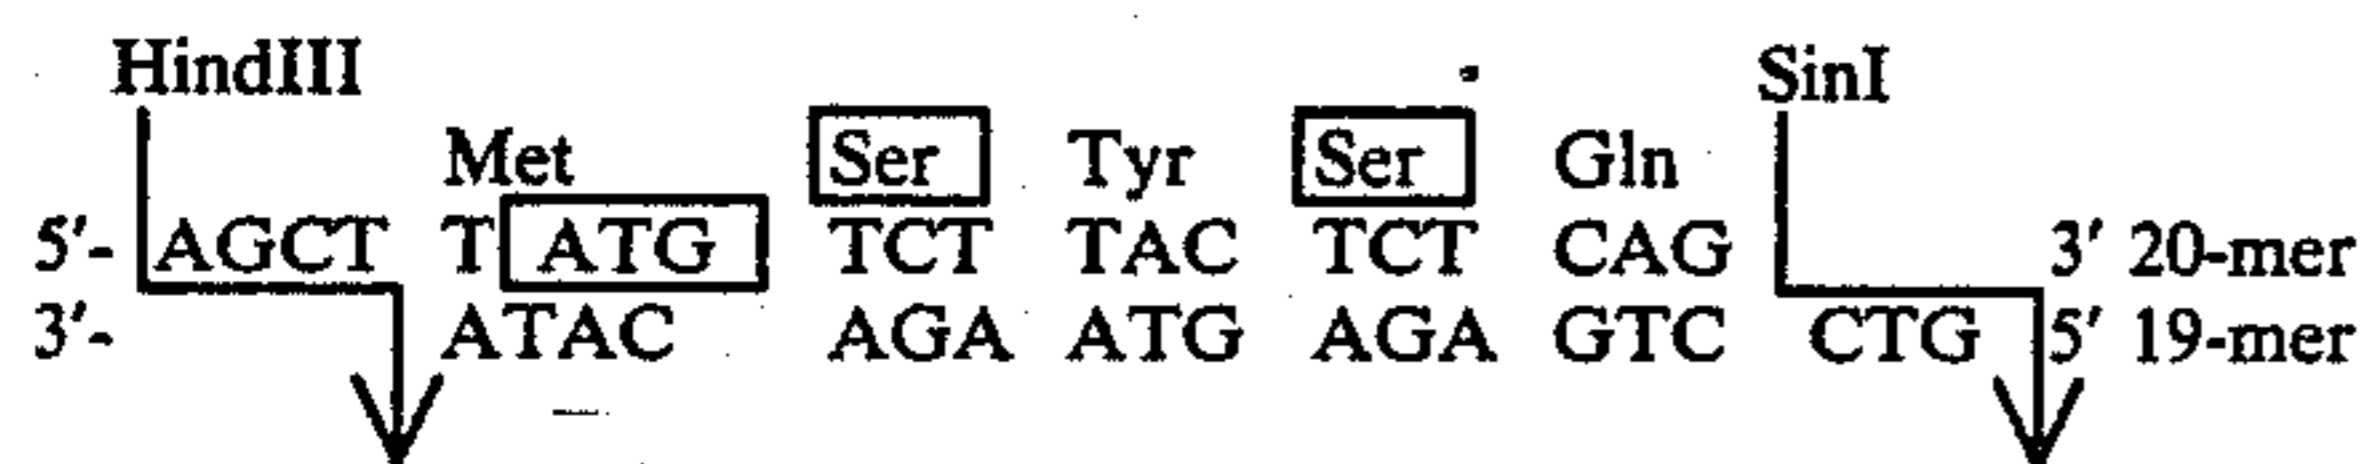 HindIII SinI
Met Ser Tyr Ser Gln
5'- AGCT T ATG TCT TAC TCT CAG 3' 20-mer
3'- ATAC AGA ATG AGA GTC CTG 5' 19-mer